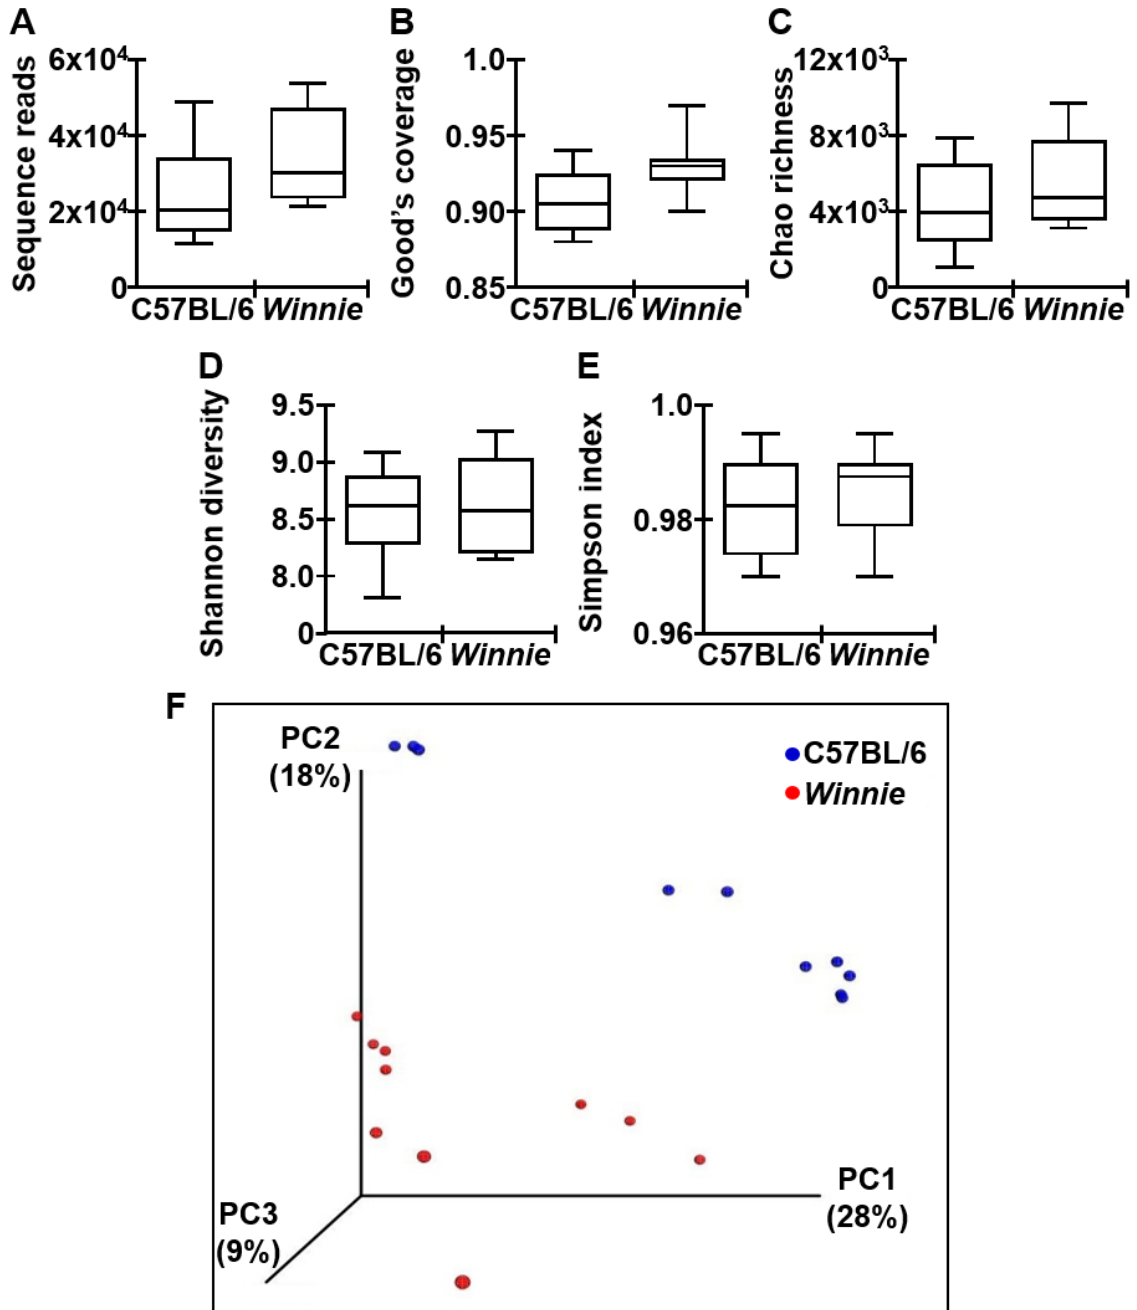 A
Sequence reads
6x10⁴
4x10⁴
2x10⁴
0
C57BL/6 Winnie
B
Good's coverage
1.0
0.95
0.90
0.85
C57BL/6 Winnie
C
Chao richness
12x10³
8x10³
4x10³
0
C57BL/6 Winnie
D
Shannon diversity
9.5
9.0
8.5
8.0
0
C57BL/6 Winnie
E
Simpson index
1.0
0.98
0.96
C57BL/6 Winnie
F
PC2
(18%)
C57BL/6
Winnie
PC1
(28%)
PC3
(9%)